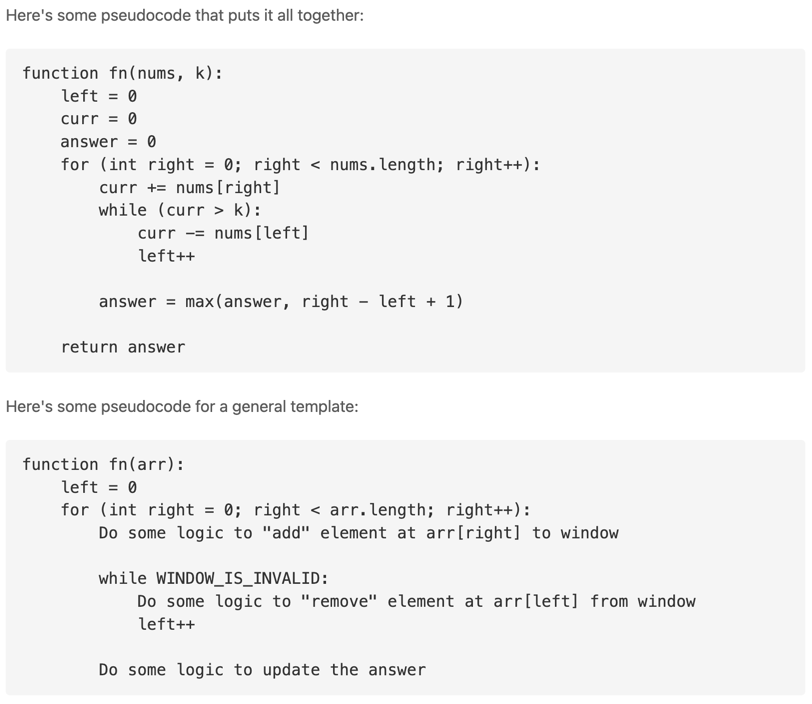 Here's some pseudocode that puts it all together:
function fn(nums, k):
    left = 0
    curr = 0
    answer = 0
    for (int right = 0; right < nums.length; right++):
        curr += nums[right]
        while (curr > k):
            curr -= nums[left]
            left++
        answer = max(answer, right - left + 1)
    return answer
Here's some pseudocode for a general template:
function fn(arr):
    left = 0
    for (int right = 0; right < arr.length; right++):
        Do some logic to "add" element at arr[right] to window
        while WINDOW_IS_INVALID:
            Do some logic to "remove" element at arr[left] from window
            left++
        Do some logic to update the answer